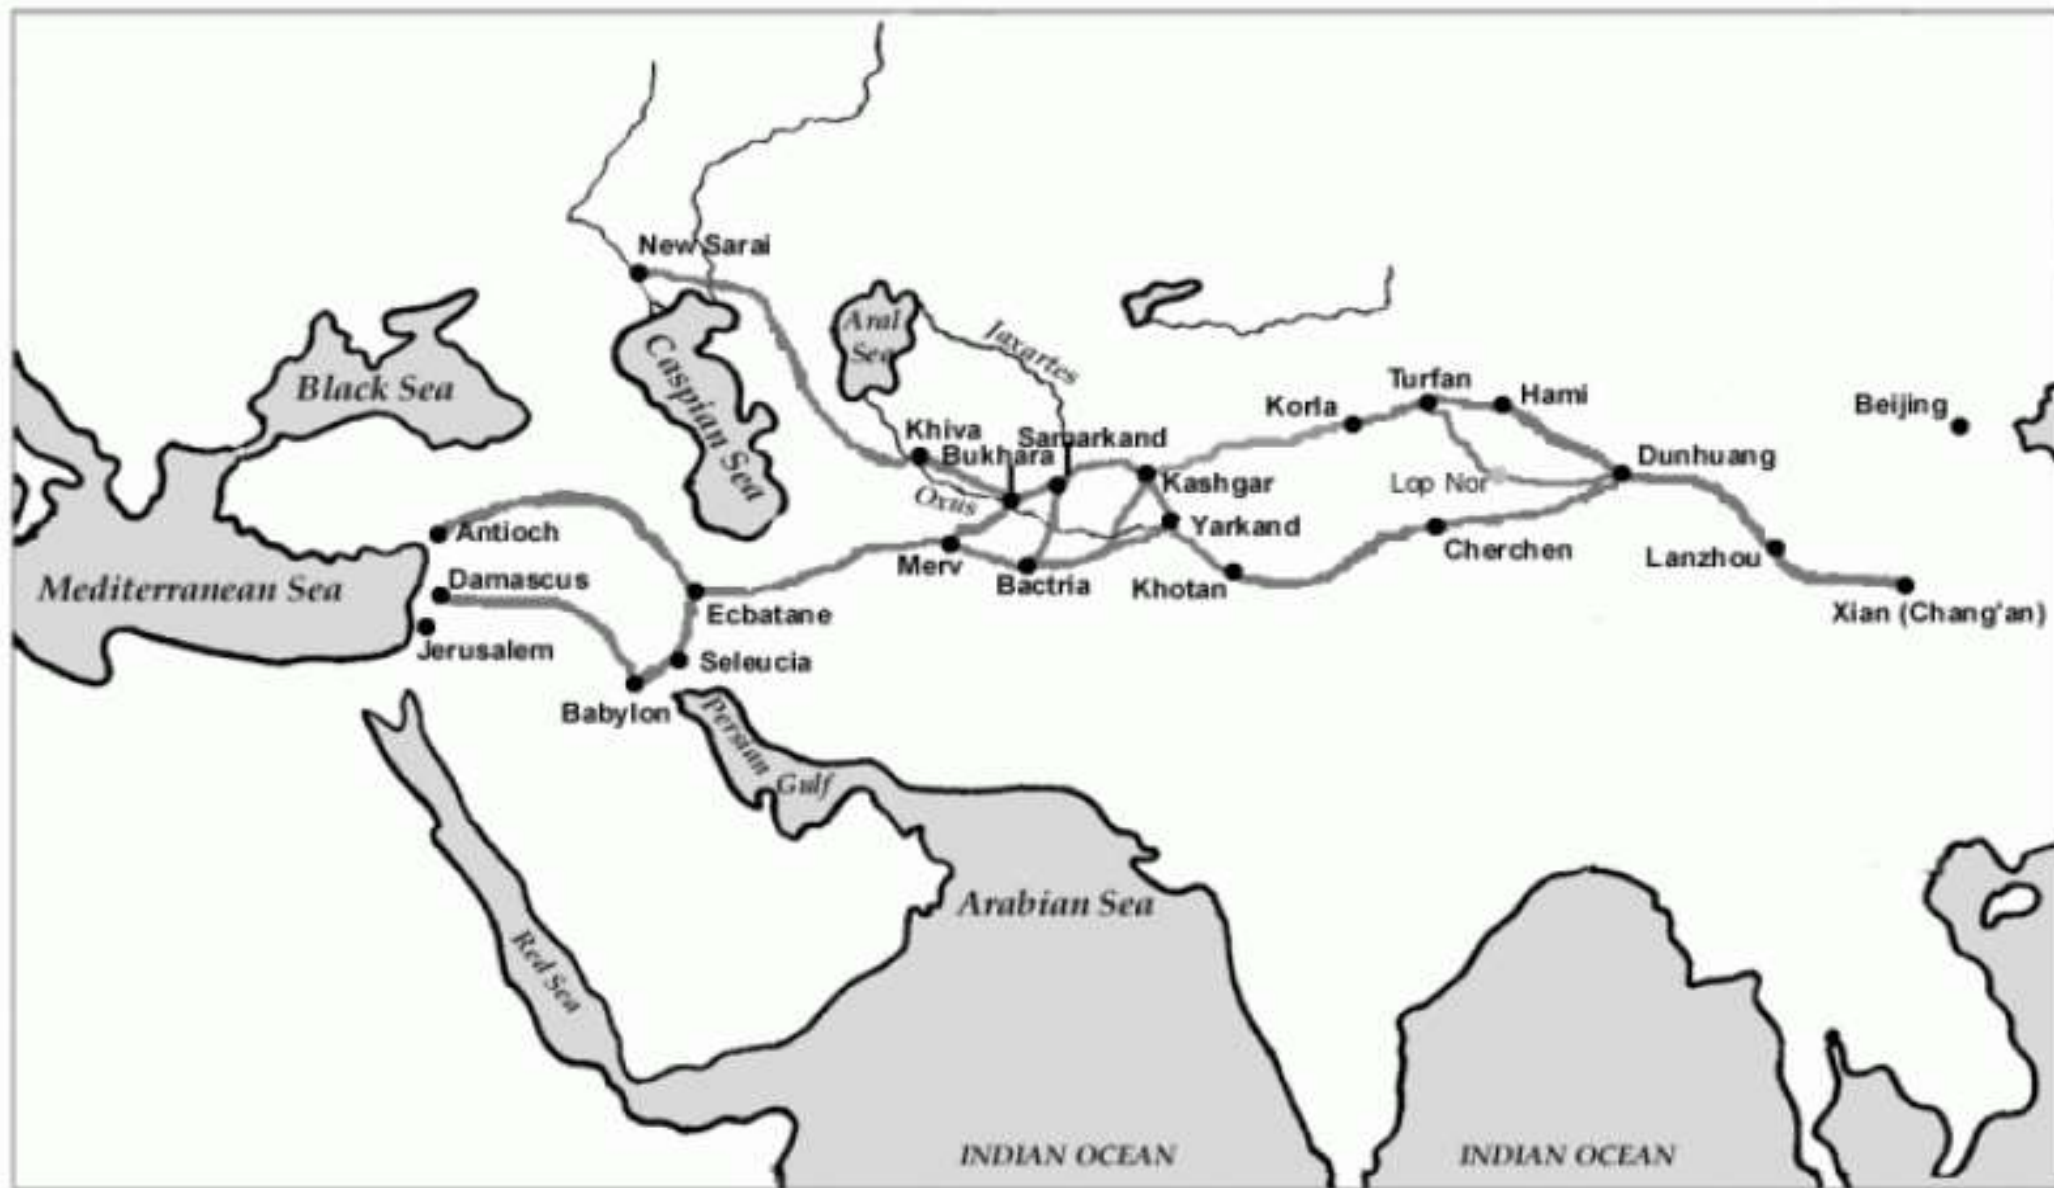 New Sarai
Aral
Sea
Jaxartes
Caspian Sea
Black Sea
Turfan
Hami
Korla
Beijing
Khiva
Samarkand
Bukhara
Dunhuang
Kashgar
Lop Nor
Oxus
Yarkand
Antioch
Cherchen
Lanzhou
Merv
Damascus
Bactria
Khotan
Mediterranean Sea
Ecbatane
Xian (Chang'an)
Jerusalem
Seleucia
Babylon
Persian
Gulf
Arabian Sea
Red Sea
INDIAN OCEAN
INDIAN OCEAN